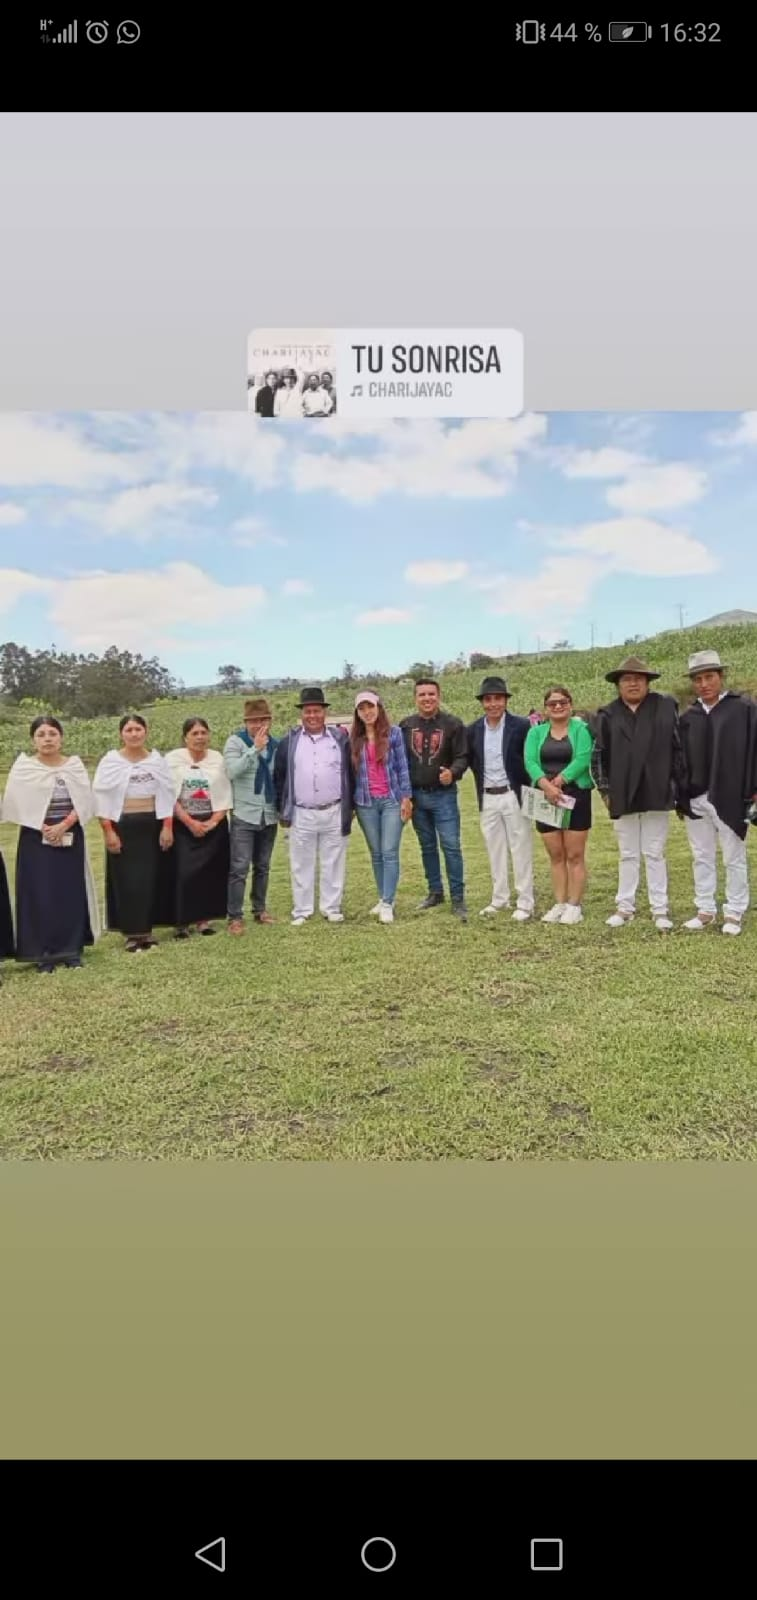 H+
44 % 16:32
CHARIJAYAC
TU SONRISA
CHARIJAYAC